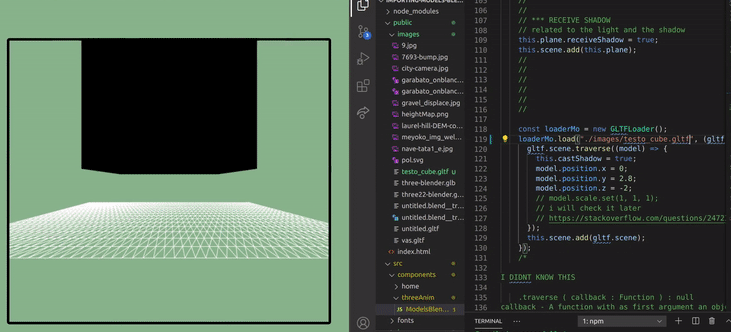 IMPORTING-MODELS-BLE...
node_modules
public
images
9.jpg
7693-bump.jpg
city-camera.jpg
garabato_onblanc...
garabato_onblanc...
gravel_displace.jpg
heightMap.png
laurel-hill-DEM-co...
meyoko_img_wel...
nave-tata1_e.jpg
pol.svg
testo_cube.gltf U
three-blender.glb
three22-blender.g...
untitled.blend__tr...
untitled.blend__tr...
untitled.gltf
vas.gltf
index.html
src
components
home
threeAnim
ModelsBlen... 1
fonts
3
105 //
106 //
107 // *** RECEIVE SHADOW
108 // related to the light and the shadow
109 this.plane.receiveShadow = true;
110 this.scene.add(this.plane);
111 //
112 //
113 //
114 //
115 //
116 //
117
118 const loaderMo = new GLTFLoader();
119 loaderMo.load("./images/testo_cube.gltf", (gltf
120 gltf.scene.traverse((model) => {
121 this.castShadow = true;
122 model.position.x = 0;
123 model.position.y = 2.8;
124 model.position.z = -2;
125 // model.scale.set(1, 1, 1);
126 // i will check it later
127 // https://stackoverflow.com/questions/2472
128 });
129 this.scene.add(gltf.scene);
130 });
131 /*
132
133 I DIDNT KNOW THIS
134
135 .traverse ( callback : Function ) : null
136 callback - A function with as first argument an obj
TERMINAL ... 1: npm